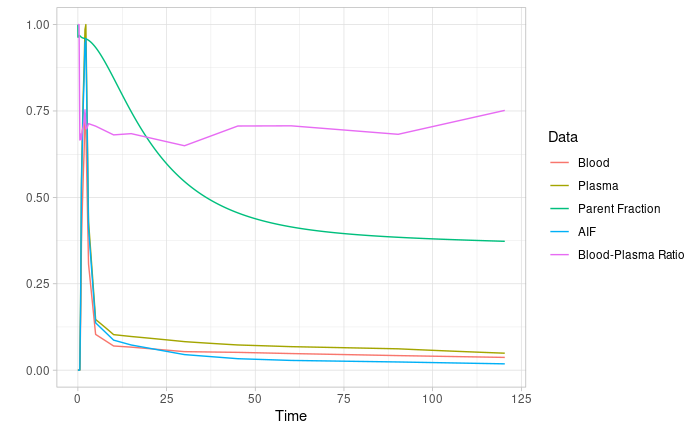 1.00
0.75
0.50
0.25
0.00
0 25 50 75 100 125
Time
Data
Blood
Plasma
Parent Fraction
AIF
Blood-Plasma Ratio